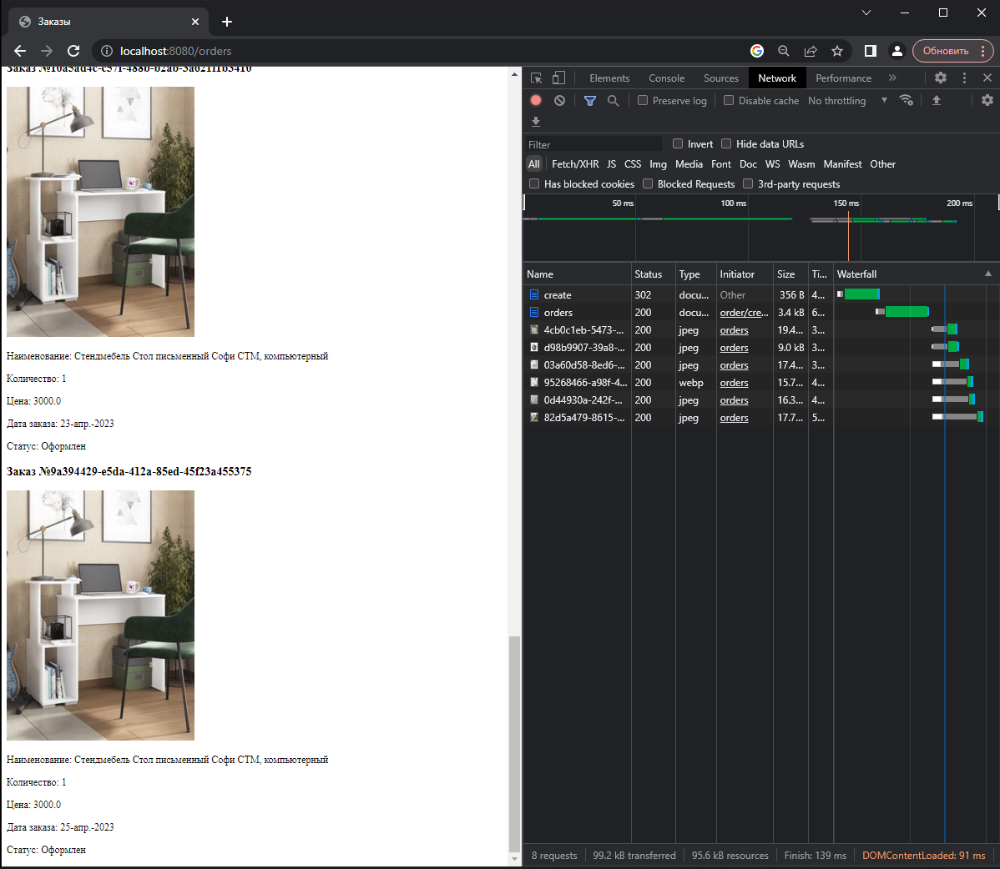 Заказы
localhost:8080/orders
Обновить
Наименование: Стендмебель Стол письменный Софи СТМ, компьютерный
Количество: 1
Цена: 3000.0
Дата заказа: 23-апр.-2023
Статус: Оформлен
Заказ №9a394429-e5da-412a-85ed-45f23a455375
Наименование: Стендмебель Стол письменный Софи СТМ, компьютерный
Количество: 1
Цена: 3000.0
Дата заказа: 25-апр.-2023
Статус: Оформлен
Elements Console Sources Network Performance »
Preserve log Disable cache No throttling
Filter Invert Hide data URLs
All Fetch/XHR JS CSS Img Media Font Doc WS Wasm Manifest Other
Has blocked cookies Blocked Requests 3rd-party requests
50 ms 100 ms 150 ms 200 ms
Name Status Type Initiator Size Ti... Waterfall
create 302 docu... Other 356 B 4...
orders 200 docu... order/cre... 3.4 kB 6...
4cb0c1eb-5473-... 200 jpeg orders 19.4... 3...
d98b9907-39a8-... 200 jpeg orders 9.0 kB 3...
03a60d58-8ed6-... 200 jpeg orders 17.4... 3...
95268466-a98f-4... 200 webp orders 15.7... 4...
0d44930a-242f-... 200 jpeg orders 16.3... 4...
82d5a479-8615-... 200 jpeg orders 17.7... 5...
8 requests 99.2 kB transferred 95.6 kB resources Finish: 139 ms DOMContentLoaded: 91 ms